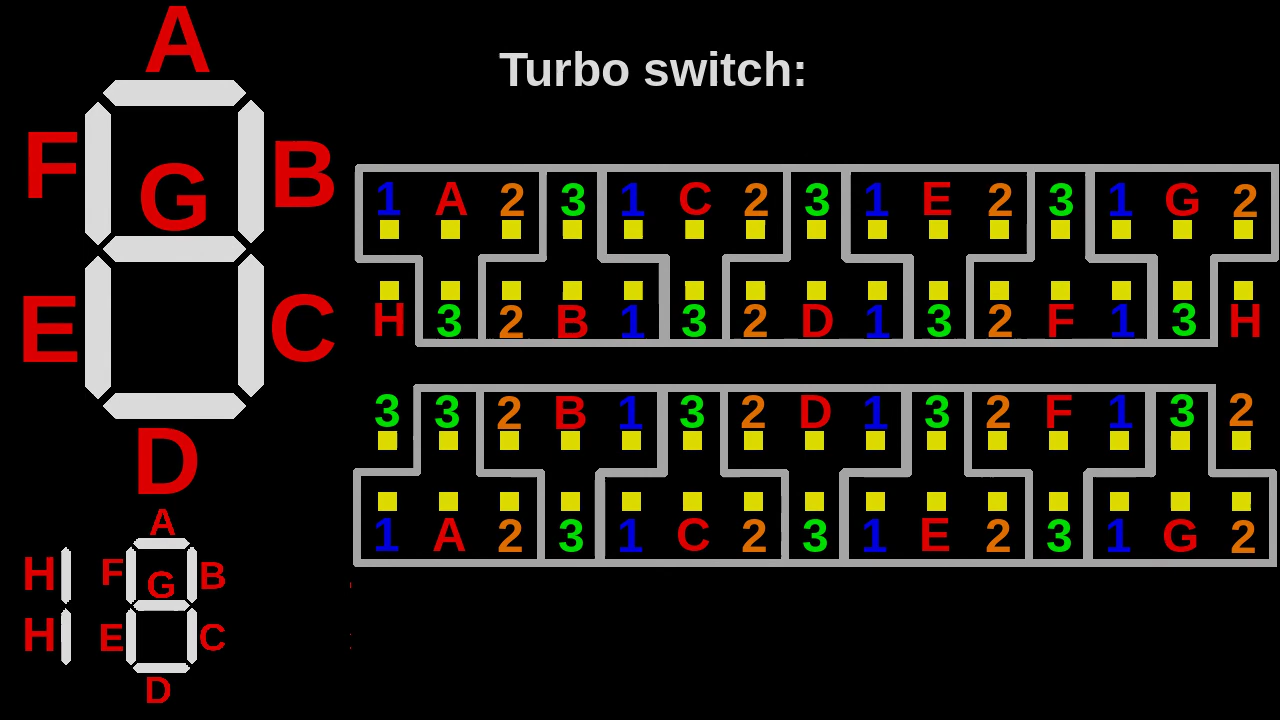 A
Turbo switch:
F
G
B
1 A 2 3 1 C 2 3 1 E 2 3 1 G 2
H 3 2 B 1 3 2 D 1 3 2 F 1 3 H
E
C
3 3 2 B 1 3 2 D 1 3 2 F 1 3 2
D
1 A 2 3 1 C 2 3 1 E 2 3 1 G 2
A
H F G B
H E C
D